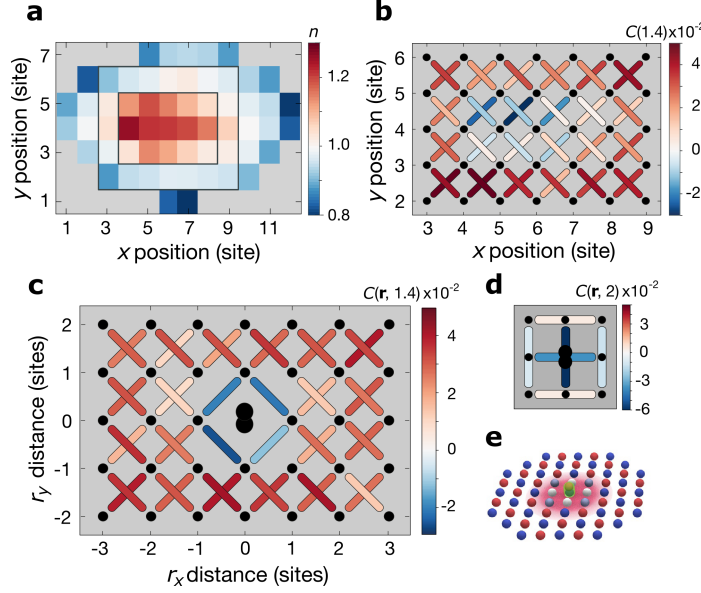 a
n
y position (site)
7
5
3
1
1 3 5 7 9 11
x position (site)
1.2
1.0
0.8
b
C(1.4)x10⁻²
y position (site)
6
5
4
3
2
3 4 5 6 7 8 9
x position (site)
4
2
0
-2
c
C(r, 1.4)x10⁻²
r_y distance (sites)
2
1
0
-1
-2
-3 -2 -1 0 1 2 3
r_x distance (sites)
4
2
0
-2
d
C(r, 2)x10⁻²
3
0
-3
-6
e